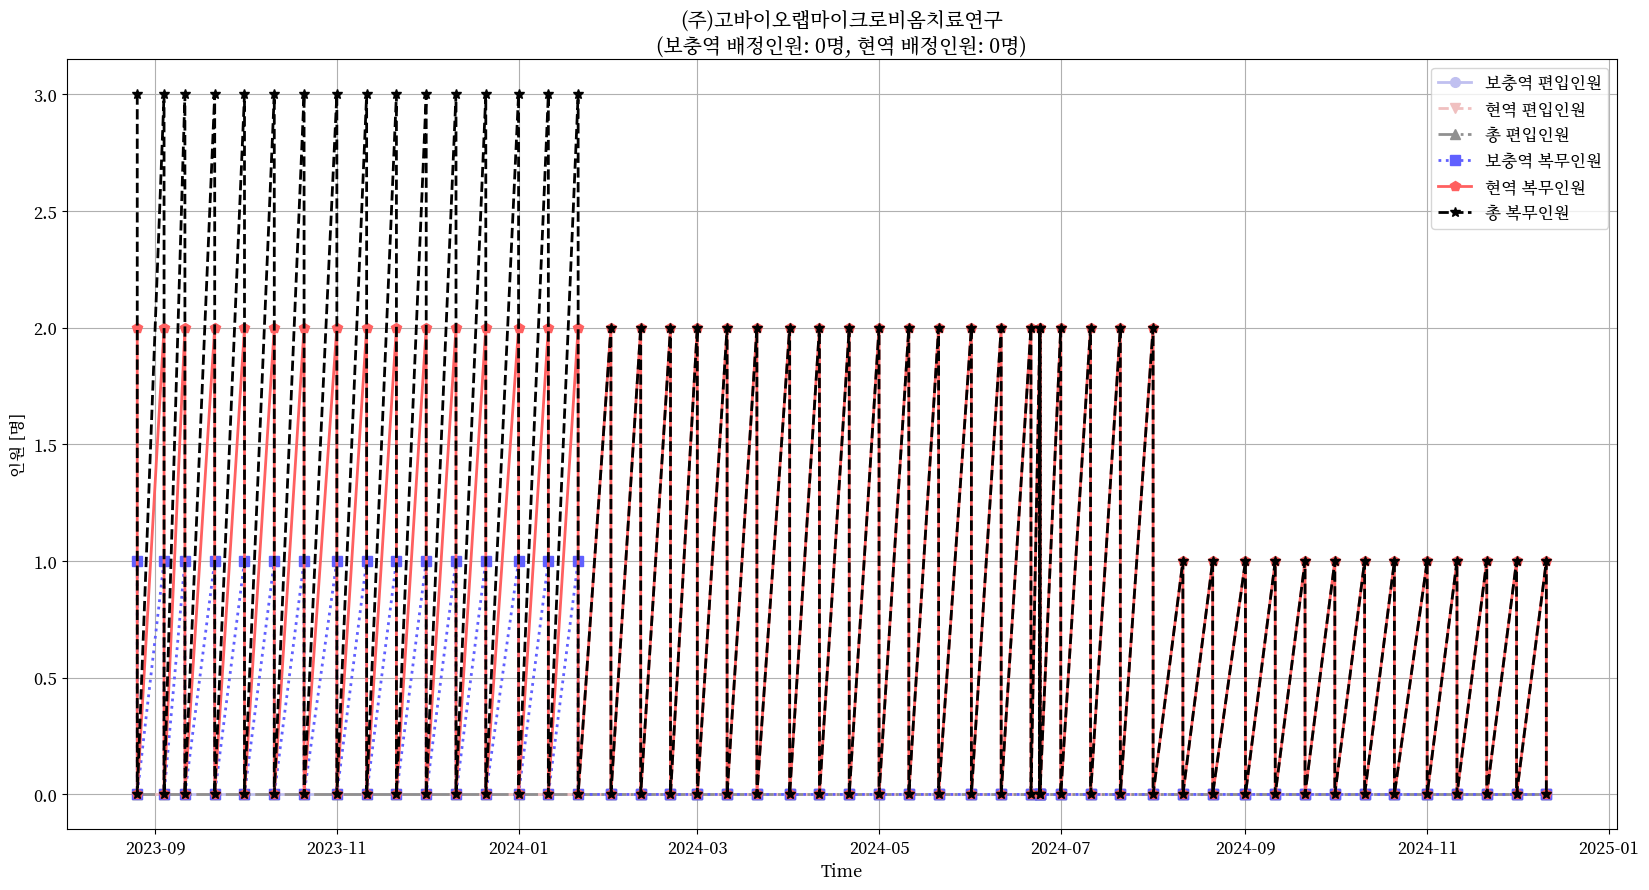 (주)고바이오랩마이크로비옴치료연구
(보충역 배정인원: 0명, 현역 배정인원: 0명)
보충역 편입인원
현역 편입인원
총 편입인원
보충역 복무인원
현역 복무인원
총 복무인원
인원 [명]
3.0
2.5
2.0
1.5
1.0
0.5
0.0
2023-09
2023-11
2024-01
2024-03
2024-05
2024-07
2024-09
2024-11
2025-01
Time